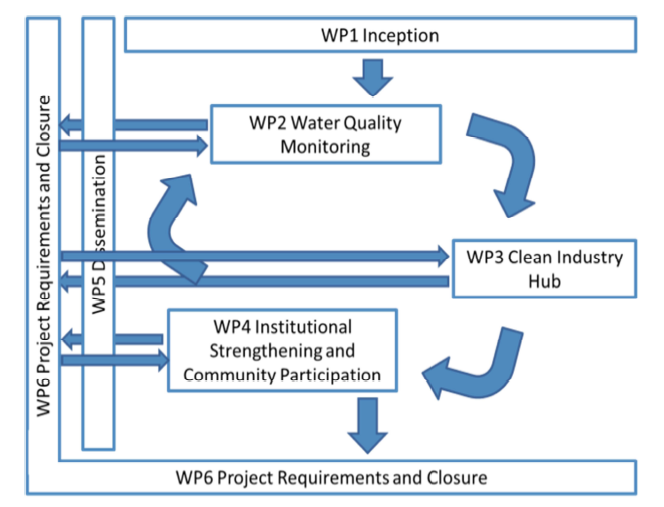 WP1 Inception
WP2 Water Quality
Monitoring
WP3 Clean Industry
Hub
WP4 Institutional
Strengthening and
Community Participation
WP5 Dissemination
WP6 Project Requirements and Closure
WP6 Project Requirements and Closure